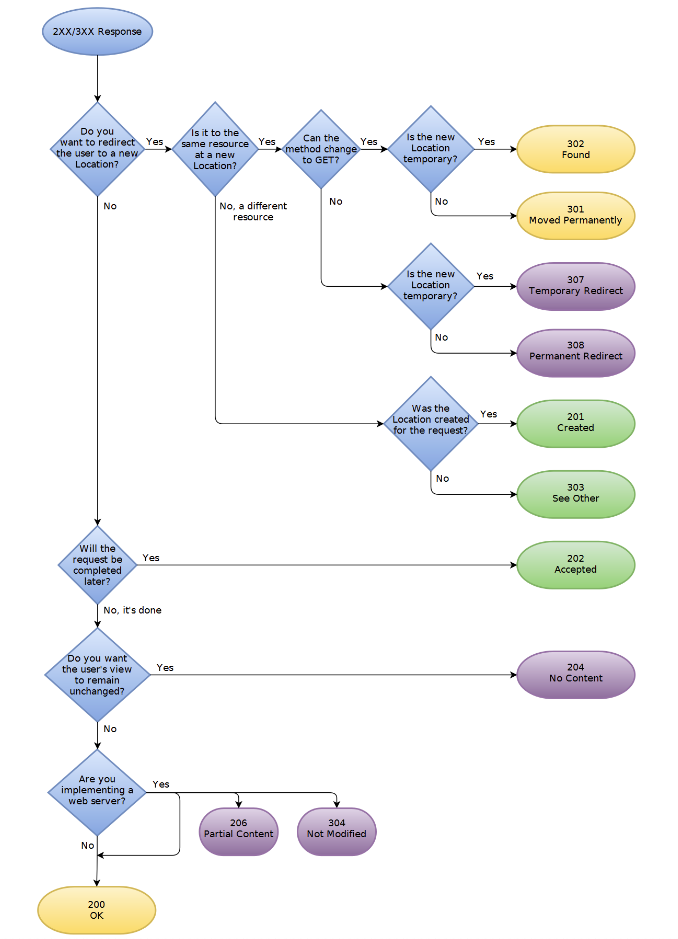 2XX/3XX Response
Do you
want to redirect
the user to a new
Location?
Yes
Is it to the
same resource
at a new
Location?
Yes
Can the
method change
to GET?
Yes
Is the new
Location
temporary?
Yes
302
Found
No
No, a different
resource
No
No
301
Moved Permanently
Is the new
Location
temporary?
Yes
307
Temporary Redirect
No
308
Permanent Redirect
Was the
Location created
for the request?
Yes
201
Created
No
303
See Other
Will the
request be
completed
later?
Yes
202
Accepted
No, it's done
Do you want
the user's view
to remain
unchanged?
Yes
204
No Content
No
Are you
implementing a
web server?
Yes
206
Partial Content
304
Not Modified
No
200
OK